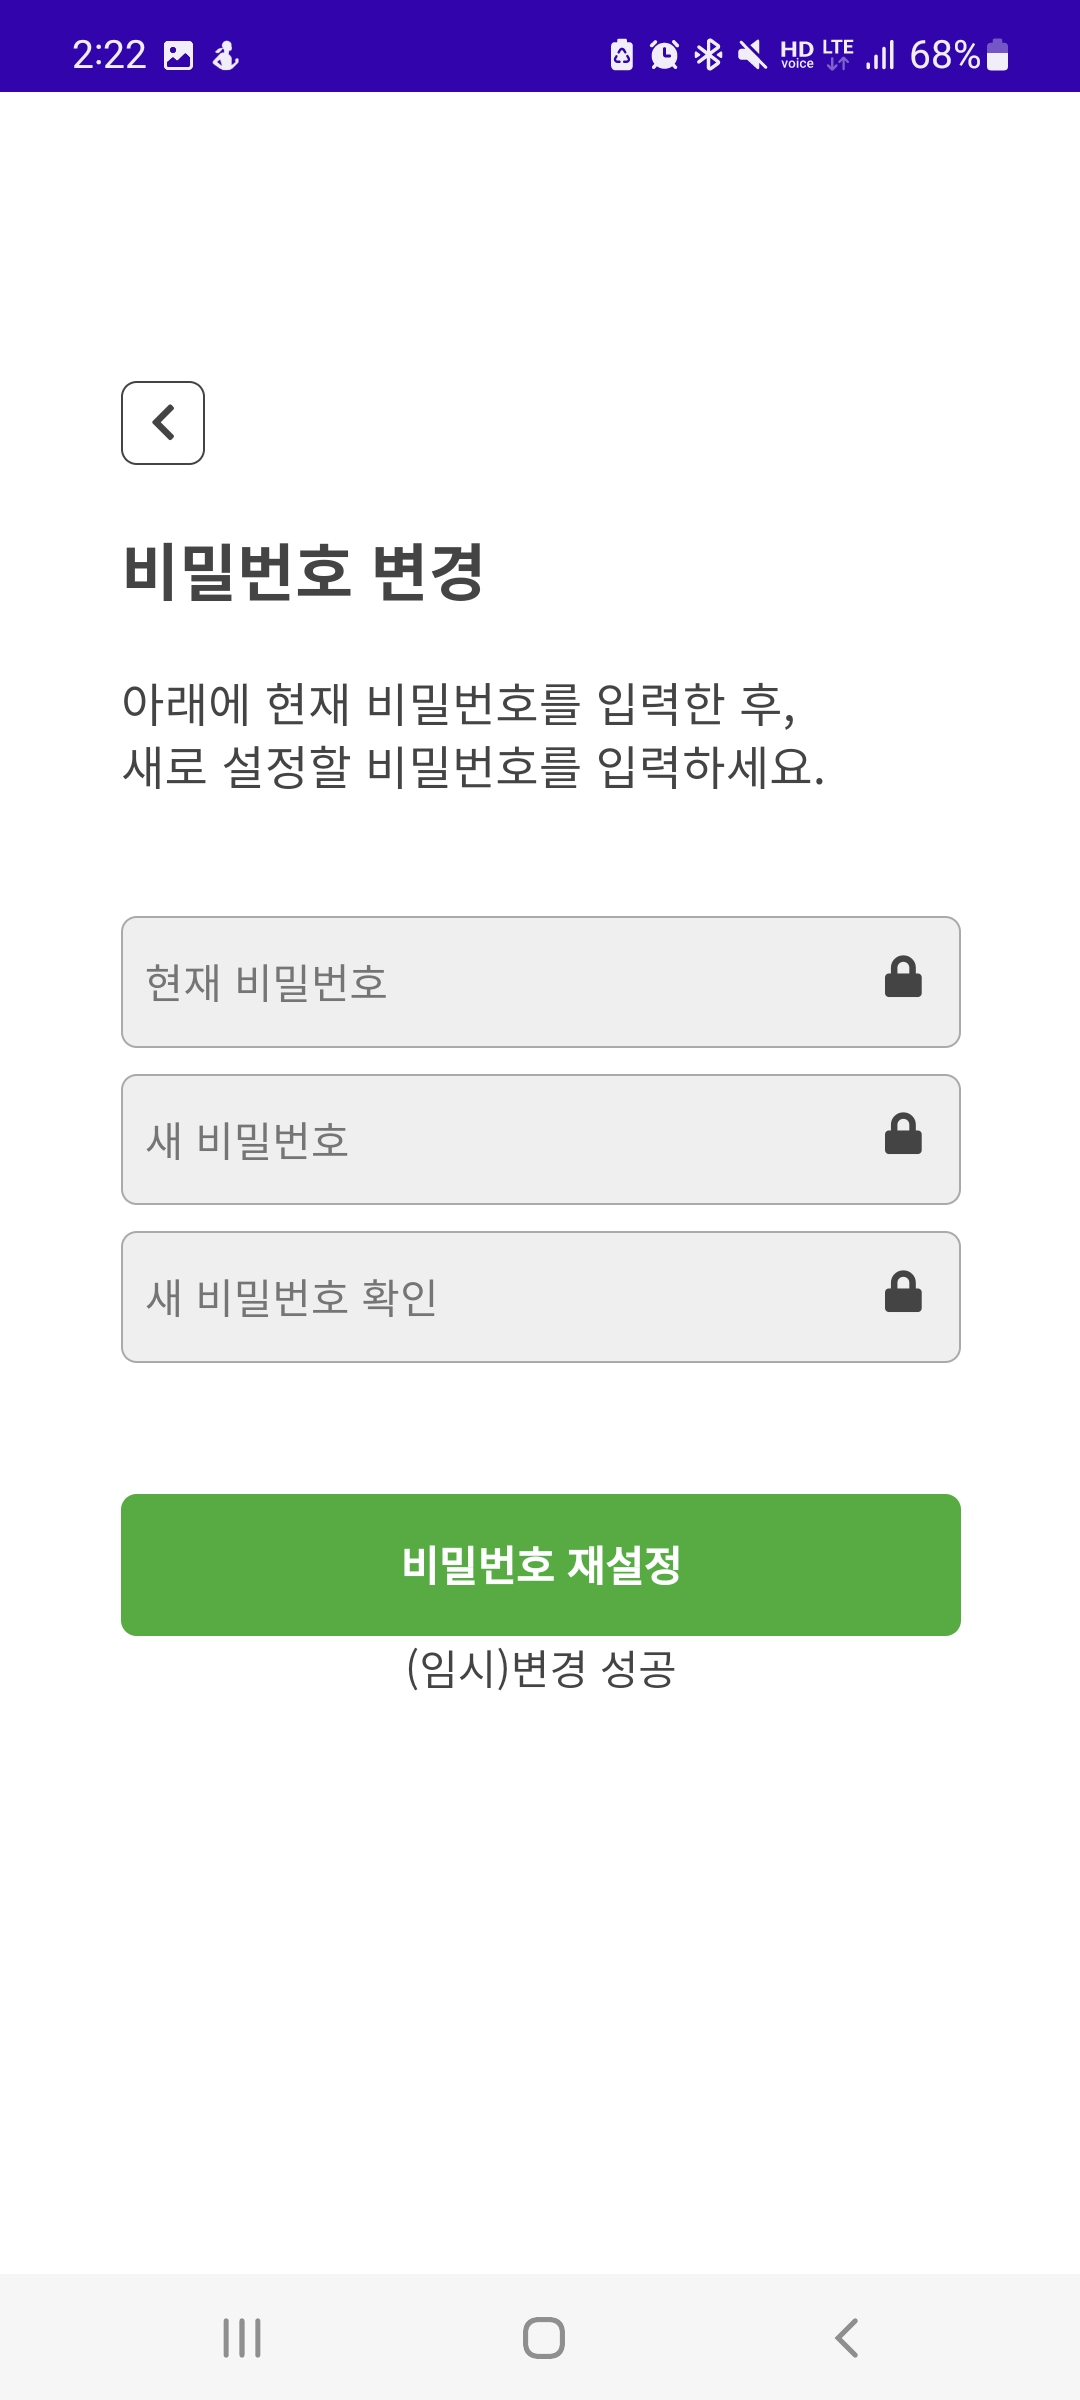 2:22
HD voice LTE 68%
비밀번호 변경
아래에 현재 비밀번호를 입력한 후,
새로 설정할 비밀번호를 입력하세요.
현재 비밀번호
새 비밀번호
새 비밀번호 확인
비밀번호 재설정
(임시)변경 성공